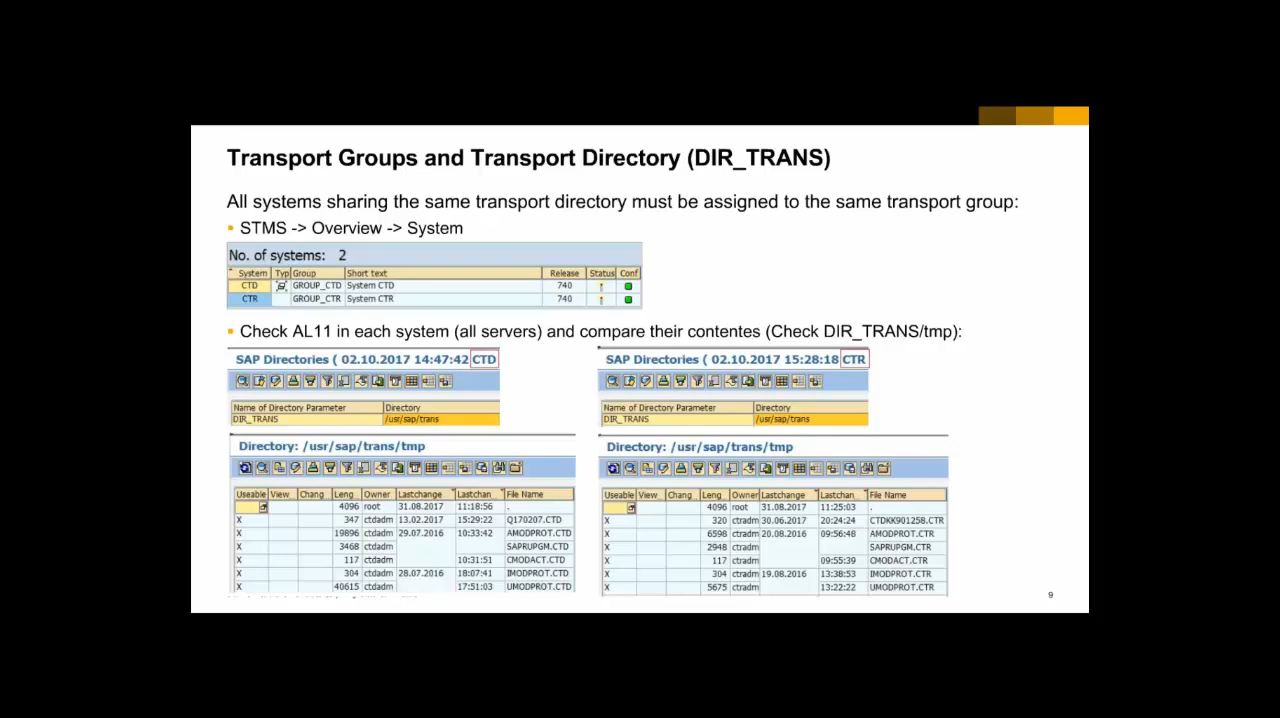 Transport Groups and Transport Directory (DIR_TRANS)
All systems sharing the same transport directory must be assigned to the same transport group:
STMS -> Overview -> System
No. of systems: 2
System Typ Group Short text Release Status Conf
CTD GROUP_CTD System CTD 740
CTR GROUP_CTR System CTR 740
Check AL11 in each system (all servers) and compare their contentes (Check DIR_TRANS/tmp):
SAP Directories ( 02.10.2017 14:47:42 CTD
Name of Directory Parameter Directory
DIR_TRANS /usr/sap/trans
Directory: /usr/sap/trans/tmp
Useable View Chang Leng Owner Lastchange Lastchan File Name
4096 root 31.08.2017 11:18:56 .
X 347 ctdadm 13.02.2017 15:29:22 Q170207.CTD
X 19896 ctdadm 29.07.2016 10:33:42 AMODPROT.CTD
X 3468 ctdadm SAPRUPGM.CTD
X 117 ctdadm 10:31:51 CMODACT.CTD
X 304 ctdadm 28.07.2016 18:07:41 IMODPROT.CTD
X 40615 ctdadm 17:51:03 UMODPROT.CTD
SAP Directories ( 02.10.2017 15:28:18 CTR
Name of Directory Parameter Directory
DIR_TRANS /usr/sap/trans
Directory: /usr/sap/trans/tmp
Useable View Chang Leng Owner Lastchange Lastchan File Name
4096 root 31.08.2017 11:25:03 .
X 320 ctradm 30.06.2017 20:24:24 CTDKK901258.CTR
X 6598 ctradm 20.08.2016 09:56:48 AMODPROT.CTR
X 2948 ctradm SAPRUPGM.CTR
X 117 ctradm 09:55:39 CMODACT.CTR
X 304 ctradm 19.08.2016 13:38:53 IMODPROT.CTR
X 5675 ctradm 13:22:22 UMODPROT.CTR
9